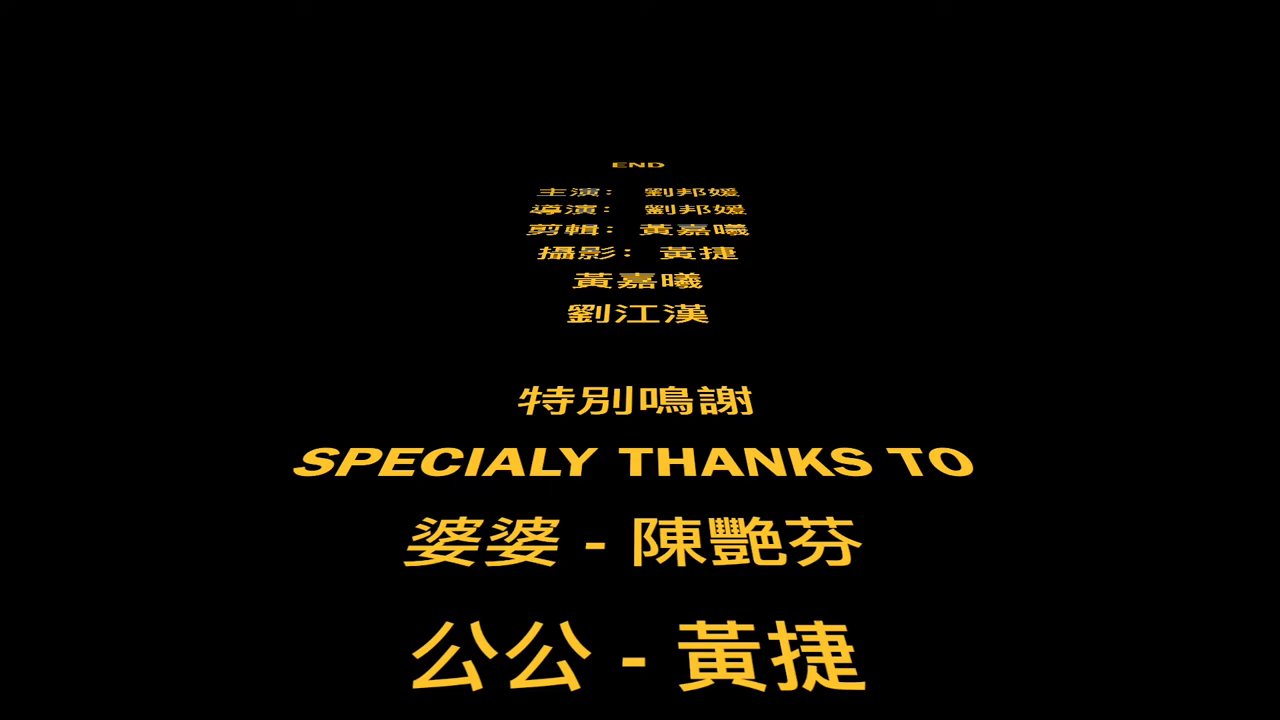 END
主演： 劉邦媛
導演： 劉邦媛
剪輯： 黃嘉曦
攝影： 黃捷
黃嘉曦
劉江漢
特別鳴謝
SPECIALY THANKS TO
婆婆 - 陳艷芬
公公 - 黃捷